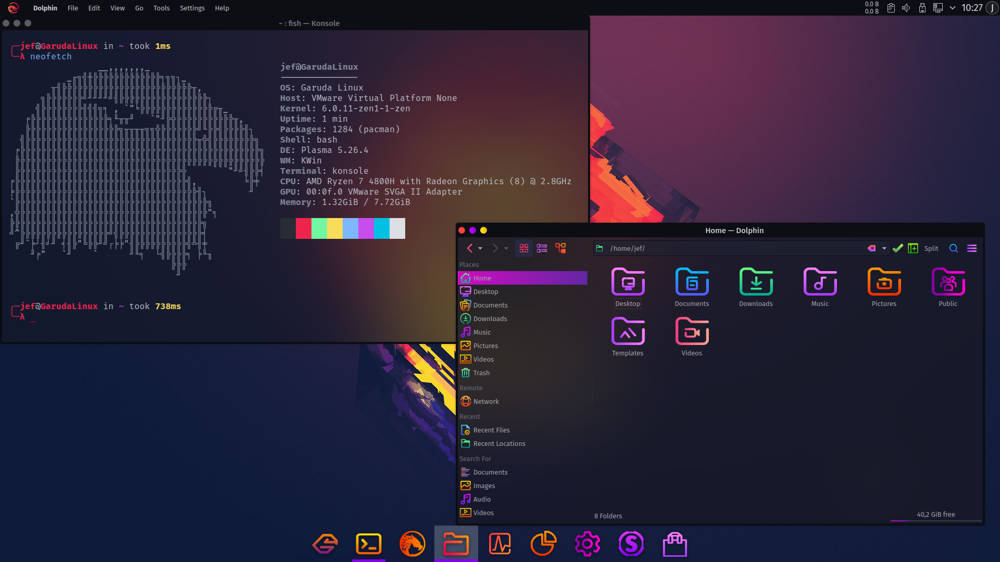 Dolphin File Edit View Go Tools Settings Help
0.0 B
0.0 B
10:27 J
~ : fish — Konsole
jef@GarudaLinux in ~ took 1ms
λ neofetch
jef@GarudaLinux
---------------
OS: Garuda Linux
Host: VMware Virtual Platform None
Kernel: 6.0.11-zen1-1-zen
Uptime: 1 min
Packages: 1284 (pacman)
Shell: bash
DE: Plasma 5.26.4
WM: KWin
Terminal: konsole
CPU: AMD Ryzen 7 4800H with Radeon Graphics (8) @ 2.8GHz
GPU: 00:0f.0 VMware SVGA II Adapter
Memory: 1.32GiB / 7.72GiB
jef@GarudaLinux in ~ took 738ms
λ _
Home — Dolphin
/home/jef/
Split
Places
Home
Desktop
Documents
Downloads
Music
Pictures
Videos
Trash
Remote
Network
Recent
Recent Files
Recent Locations
Search For
Documents
Images
Audio
Videos
Desktop Documents Downloads Music Pictures Public
Templates Videos
8 Folders
40,2 GiB free